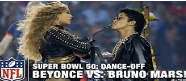 NFL
SUPER BOWL 50: DANCE-OFF
BEYONCE VS. BRUNO MARS!